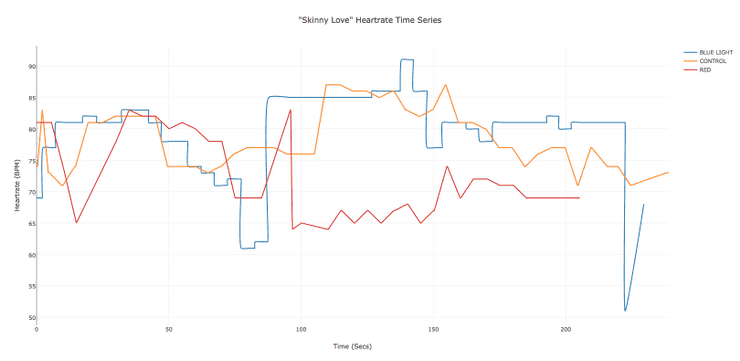 "Skinny Love" Heartrate Time Series
BLUE LIGHT
CONTROL
RED
Heartrate (BPM)
90
85
80
75
70
65
60
55
50
0
50
100
150
200
Time (Secs)